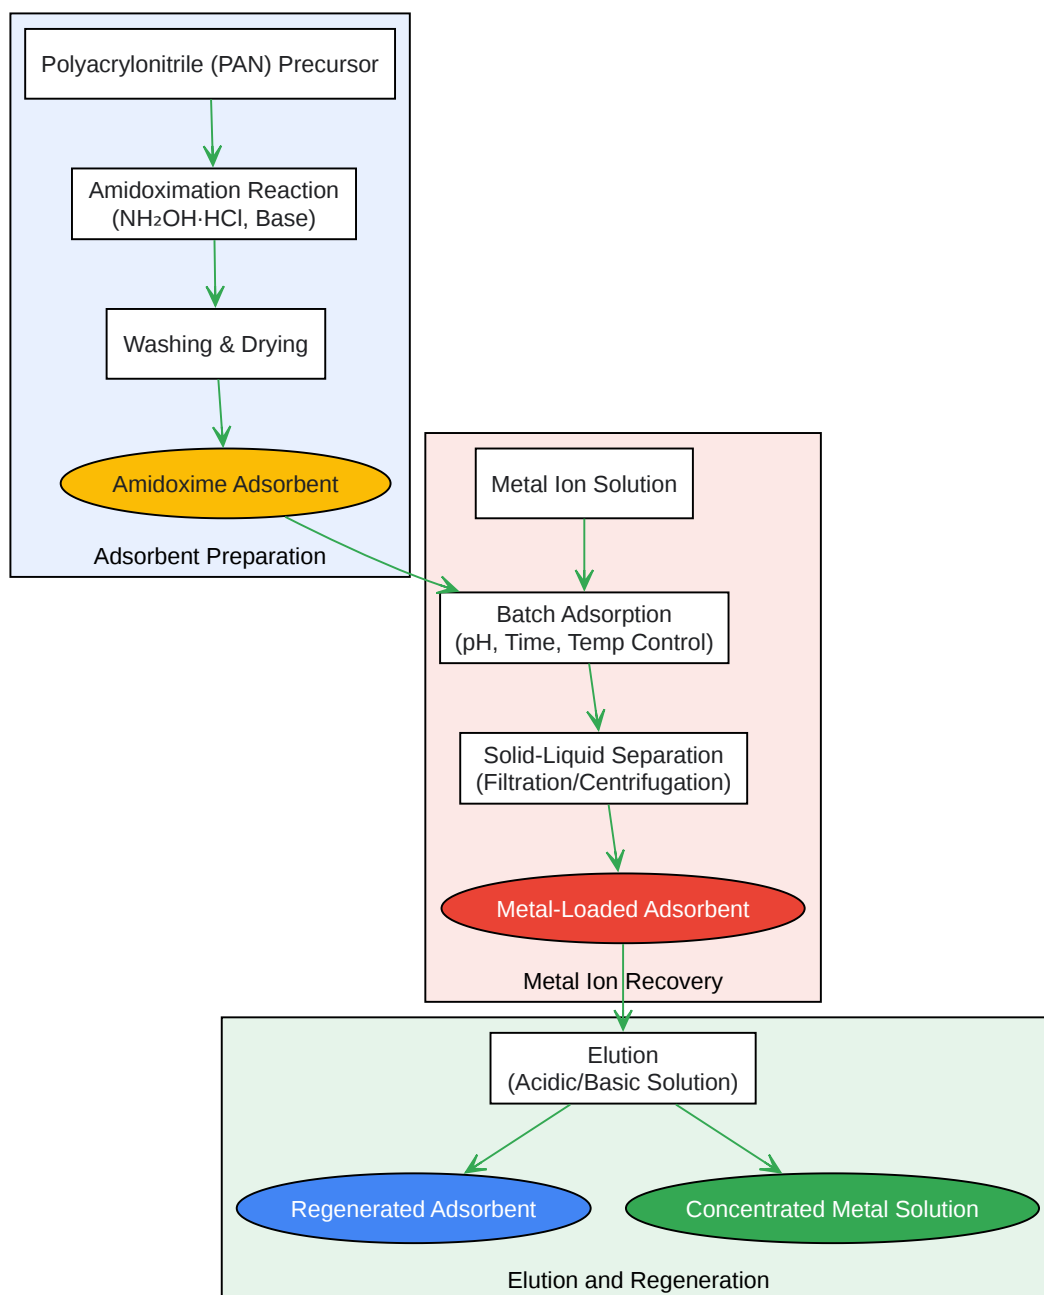 Polyacrylonitrile (PAN) Precursor
Amidoximation Reaction
(NH₂OH·HCl, Base)
Washing & Drying
Amidoxime Adsorbent
Adsorbent Preparation
Metal Ion Solution
Batch Adsorption
(pH, Time, Temp Control)
Solid-Liquid Separation
(Filtration/Centrifugation)
Metal-Loaded Adsorbent
Metal Ion Recovery
Elution
(Acidic/Basic Solution)
Regenerated Adsorbent
Concentrated Metal Solution
Elution and Regeneration